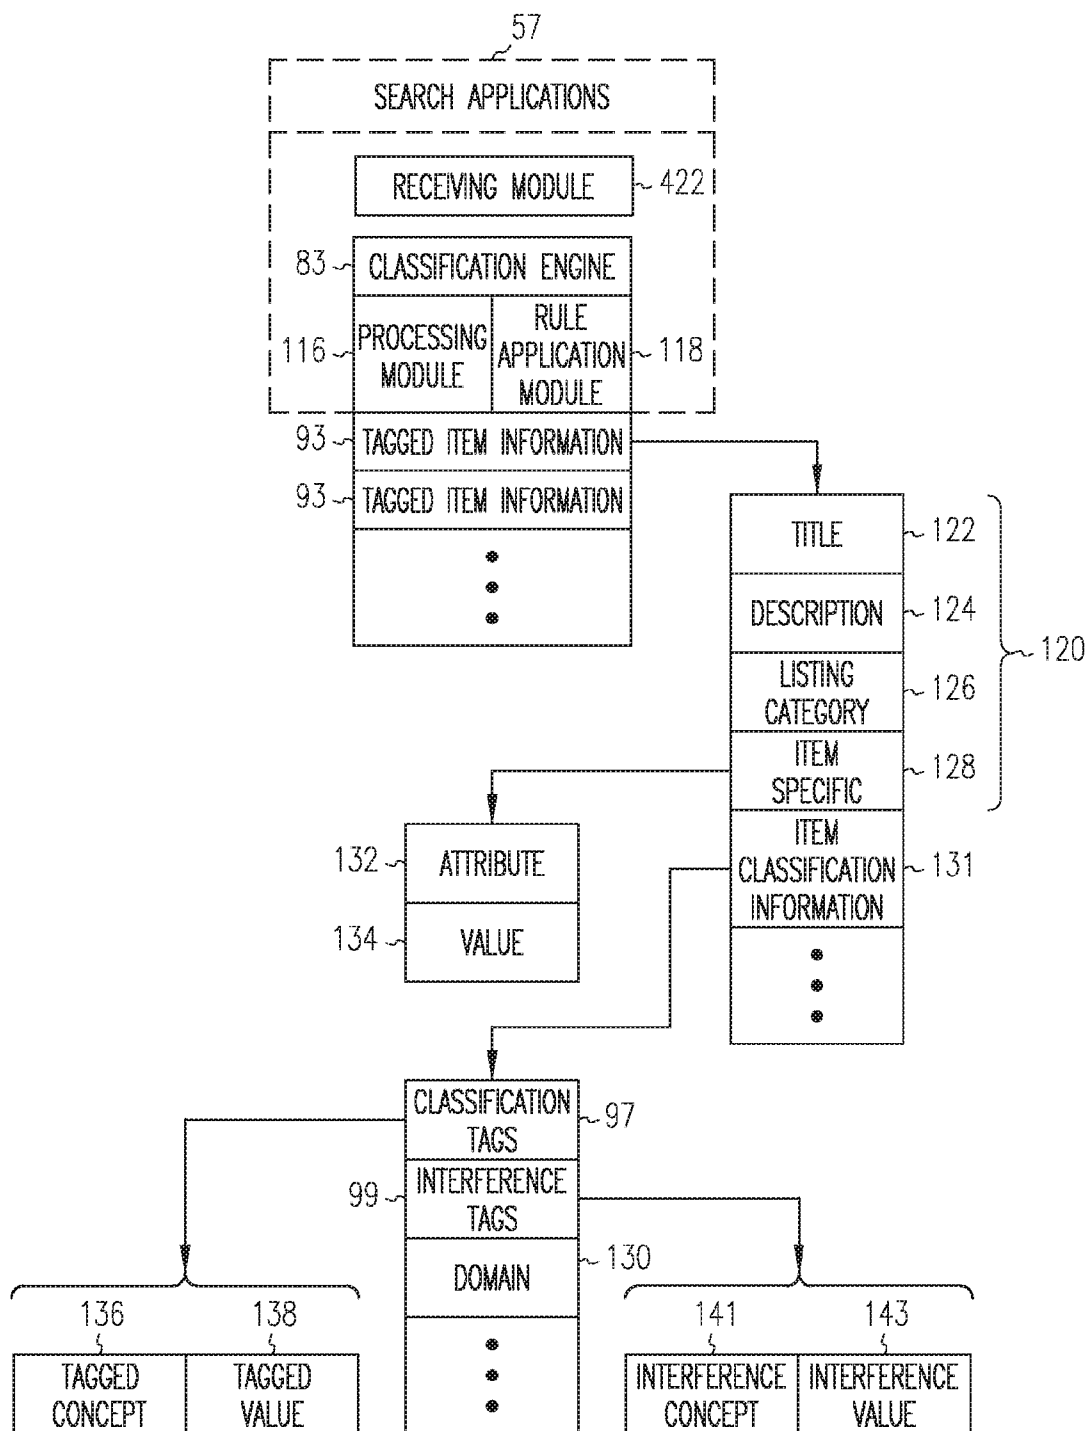 57
SEARCH APPLICATIONS
RECEIVING MODULE
422
83
CLASSIFICATION ENGINE
116
PROCESSING
MODULE
RULE
APPLICATION
MODULE
118
93
TAGGED ITEM INFORMATION
93
TAGGED ITEM INFORMATION
TITLE
122
DESCRIPTION
124
120
LISTING
CATEGORY
126
ITEM
SPECIFIC
128
ITEM
CLASSIFICATION
INFORMATION
131
132
ATTRIBUTE
134
VALUE
CLASSIFICATION
TAGS
97
99
INTERFERENCE
TAGS
DOMAIN
130
136
138
TAGGED
CONCEPT
TAGGED
VALUE
141
143
INTERFERENCE
CONCEPT
INTERFERENCE
VALUE